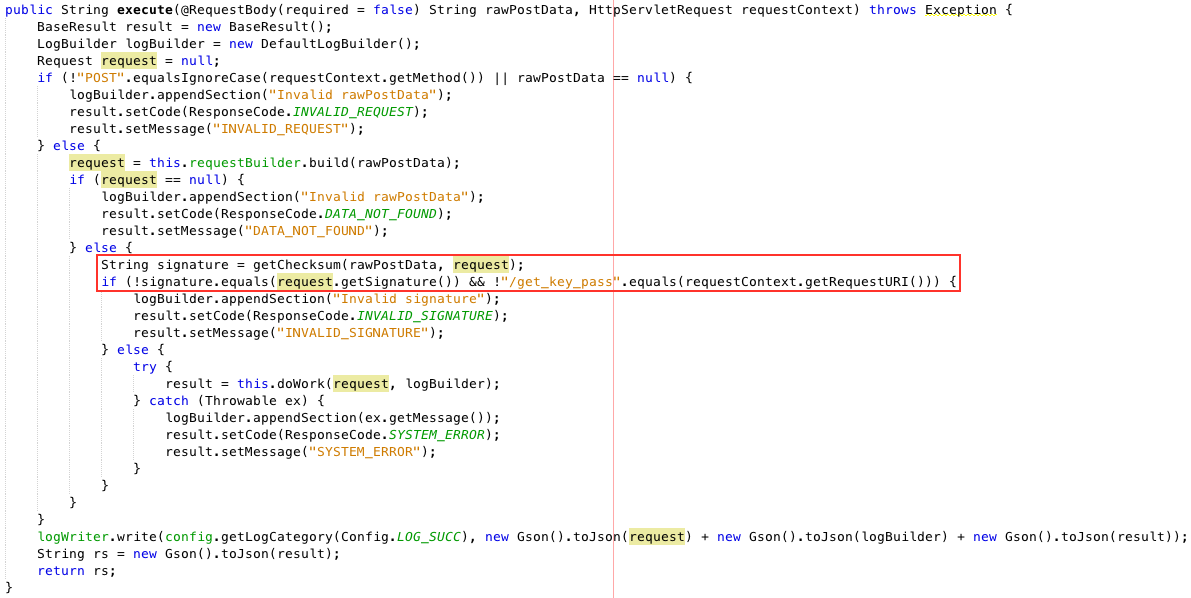 public String execute(@RequestBody(required = false) String rawPostData, HttpServletRequest requestContext) throws Exception {
    BaseResult result = new BaseResult();
    LogBuilder logBuilder = new DefaultLogBuilder();
    Request request = null;
    if (!"POST".equalsIgnoreCase(requestContext.getMethod()) || rawPostData == null) {
        logBuilder.appendSection("Invalid rawPostData");
        result.setCode(ResponseCode.INVALID_REQUEST);
        result.setMessage("INVALID_REQUEST");
    } else {
        request = this.requestBuilder.build(rawPostData);
        if (request == null) {
            logBuilder.appendSection("Invalid rawPostData");
            result.setCode(ResponseCode.DATA_NOT_FOUND);
            result.setMessage("DATA_NOT_FOUND");
        } else {
            String signature = getChecksum(rawPostData, request);
            if (!signature.equals(request.getSignature()) && !"/get_key_pass".equals(requestContext.getRequestURI())) {
                logBuilder.appendSection("Invalid signature");
                result.setCode(ResponseCode.INVALID_SIGNATURE);
                result.setMessage("INVALID_SIGNATURE");
            } else {
                try {
                    result = this.doWork(request, logBuilder);
                } catch (Throwable ex) {
                    logBuilder.appendSection(ex.getMessage());
                    result.setCode(ResponseCode.SYSTEM_ERROR);
                    result.setMessage("SYSTEM_ERROR");
                }
            }
        }
    }
    logWriter.write(config.getLogCategory(Config.LOG_SUCC), new Gson().toJson(request) + new Gson().toJson(logBuilder) + new Gson().toJson(result));
    String rs = new Gson().toJson(result);
    return rs;
}